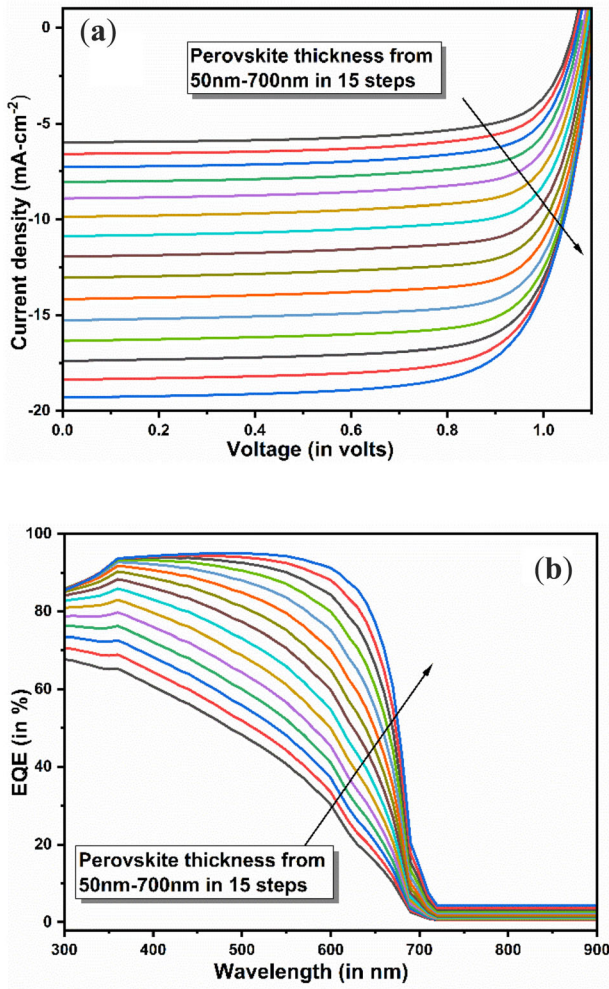 (a)
Perovskite thickness from
50nm-700nm in 15 steps
Current density (mA-cm-2)
0
-5
-10
-15
-20
0.0 0.2 0.4 0.6 0.8 1.0
Voltage (in volts)
(b)
EQE (in %)
100
80
60
40
20
0
Perovskite thickness from
50nm-700nm in 15 steps
300 400 500 600 700 800 900
Wavelength (in nm)